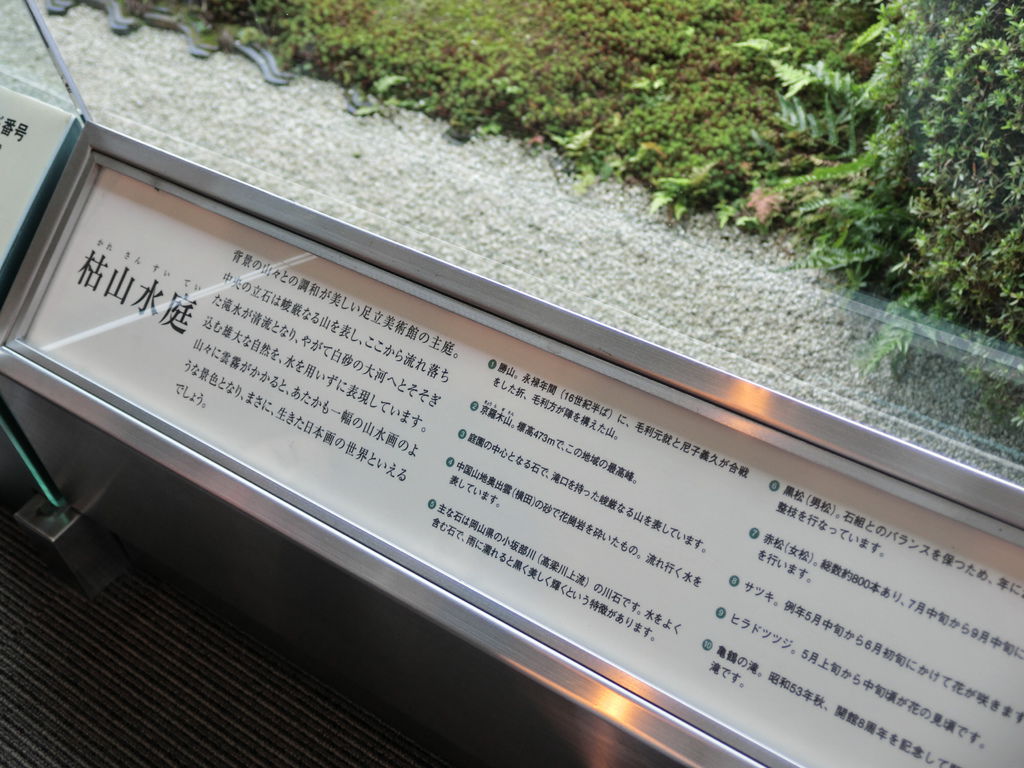 番号
かれ さん すい てい
枯山水庭
背景の山々との調和が美しい足立美術館の主庭。
中央の立石は峻厳なる山を表し、ここから流れ落ち
た滝水が清流となり、やがて白砂の大河へとそそぎ
込む雄大な自然を、水を用いずに表現しています。
山々に雲霧がかかると、あたかも一幅の山水画のよ
うな景色となり、まさに、生きた日本画の世界といえる
でしょう。
1 勝山。永禄年間（16世紀半ば）に、毛利元就と尼子義久が合戦
をした折、毛利方が陣を構えた山。
2 京羅木山。標高473mで、この地域の最高峰。
3 庭園の中心となる石で、滝口を持った峻厳なる山を表しています。
4 中国山地奥出雲（横田）の砂で花崗岩を砕いたもの。流れ行く水を
表しています。
5 主な石は岡山県の小坂部川（高梁川上流）の川石です。水をよく
含む石で、雨に濡れると黒く美しく輝くという特徴があります。
6 黒松（男松）。石組とのバランスを保つため、年に
整枝を行なっています。
7 赤松（女松）。総数約800本あり、7月中旬から9月中旬に
を行います。
8 サツキ。例年5月中旬から6月初旬にかけて花が咲きます
9 ヒラドツツジ。5月上旬から中旬頃が花の見頃です。
10 亀鶴の滝。昭和53年秋、開館8周年を記念して
滝です。